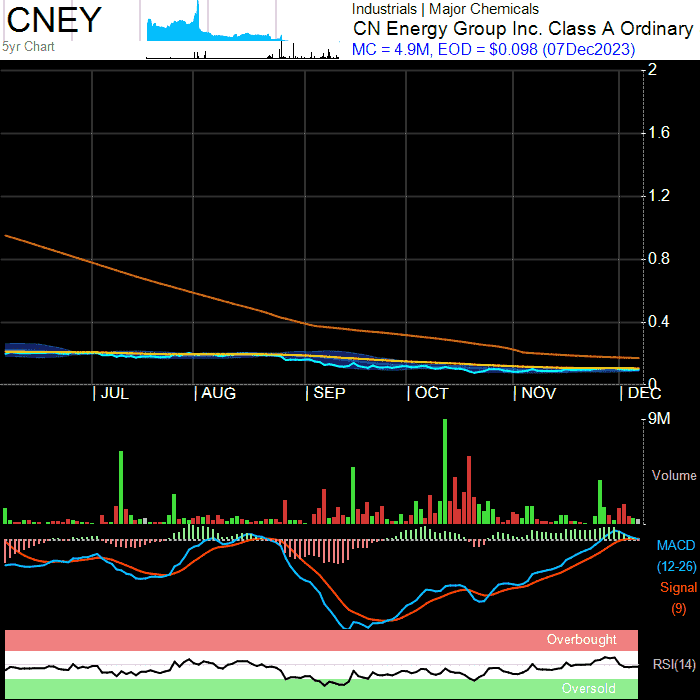 CNEY
5yr Chart
Industrials | Major Chemicals
CN Energy Group Inc. Class A Ordinary
MC = 4.9M, EOD = $0.098 (07Dec2023)
2
1.6
1.2
0.8
0.4
0
| JUL | AUG | SEP | OCT | NOV | DEC
9M
Volume
MACD
(12-26)
Signal
(9)
Overbought
RSI(14)
Oversold